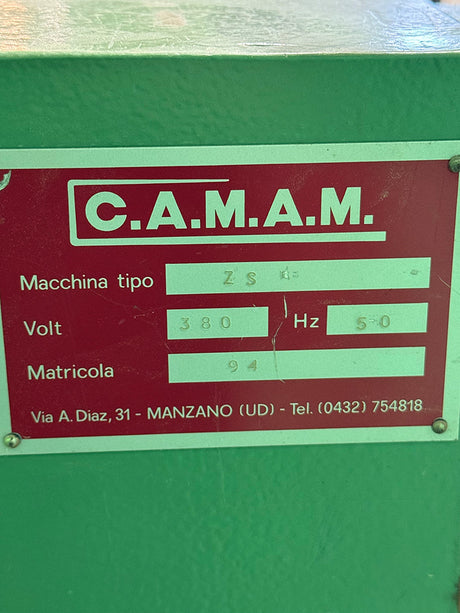 C.A.M.A.M.
Macchina tipo ZS
Volt 380 Hz 50
Matricola 94
Via A. Diaz, 31 - MANZANO (UD) - Tel. (0432) 754818